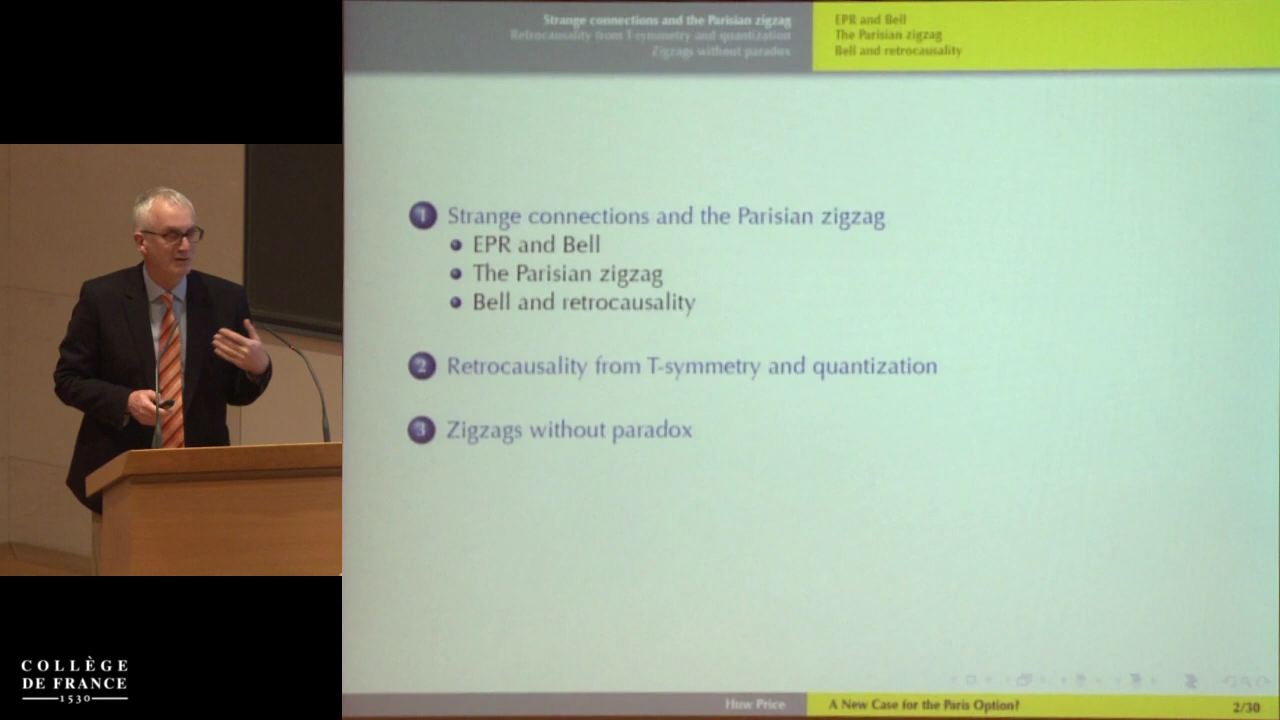 Strange connections and the Parisian zigzag
Retrocausality from T-symmetry and quantization
Zigzags without paradox
EPR and Bell
The Parisian zigzag
Bell and retrocausality
1 Strange connections and the Parisian zigzag
EPR and Bell
The Parisian zigzag
Bell and retrocausality
2 Retrocausality from T-symmetry and quantization
3 Zigzags without paradox
Huw Price
A New Case for the Paris Option?
2/30
COLLÈGE
DE FRANCE
1530